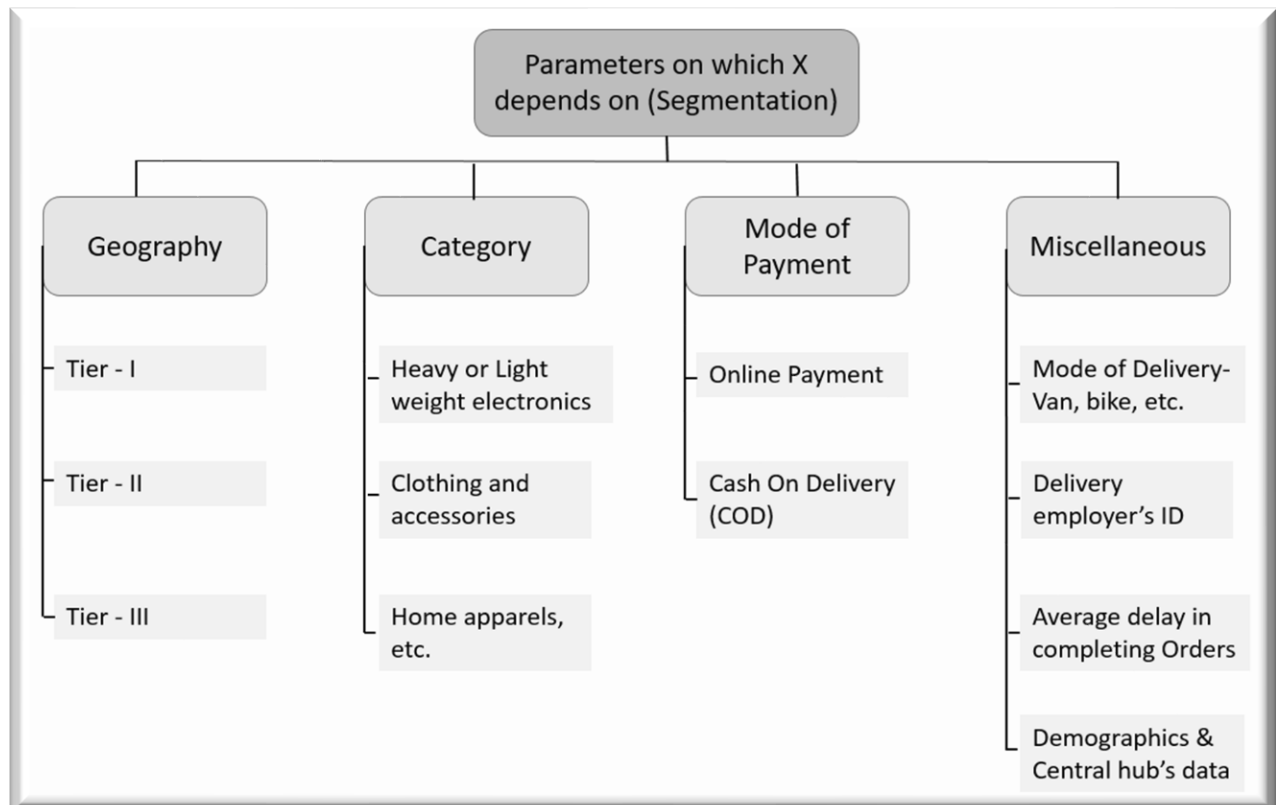 Parameters on which X
depends on (Segmentation)
Geography
Tier - I
Tier - II
Tier - III
Category
Heavy or Light
weight electronics
Clothing and
accessories
Home apparels,
etc.
Mode of
Payment
Online Payment
Cash On Delivery
(COD)
Miscellaneous
Mode of Delivery-
Van, bike, etc.
Delivery
employer’s ID
Average delay in
completing Orders
Demographics &
Central hub’s data